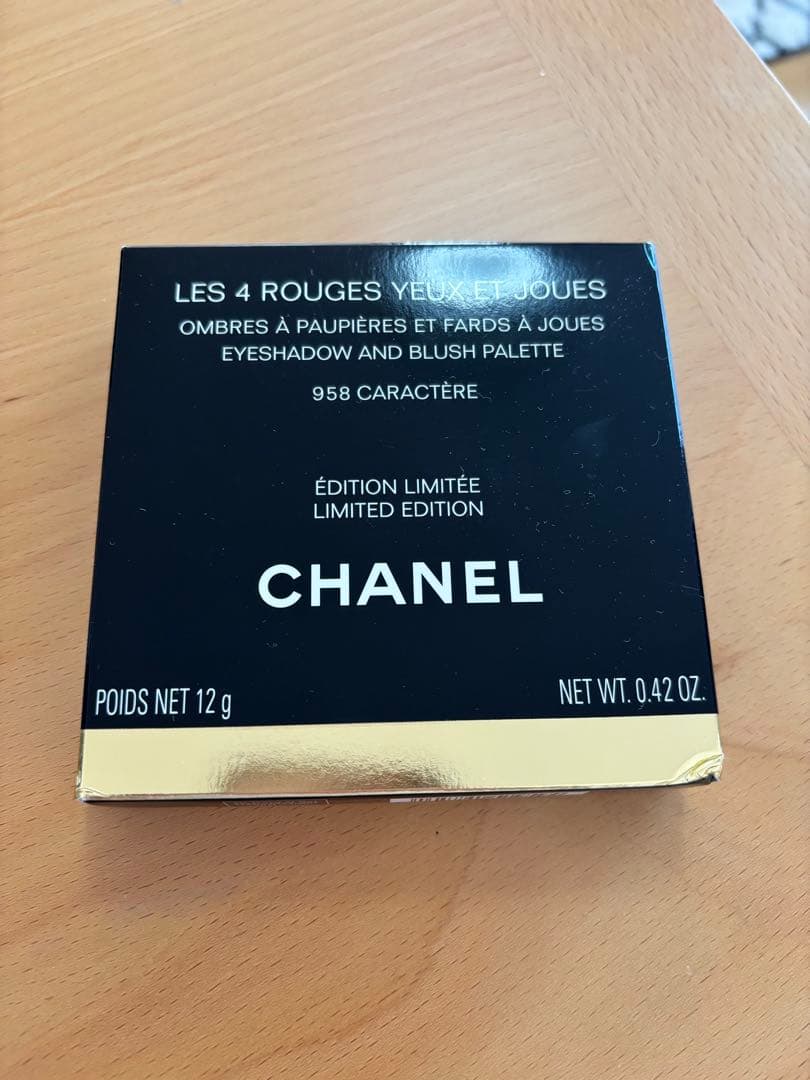 LES 4 ROUGES YEUX ET JOUES
OMBRES À PAUPIÈRES ET FARDS À JOUES
EYESHADOW AND BLUSH PALETTE
958 CARACTÈRE
ÉDITION LIMITÉE
LIMITED EDITION
CHANEL
POIDS NET 12 g
NET WT. 0.42 OZ.